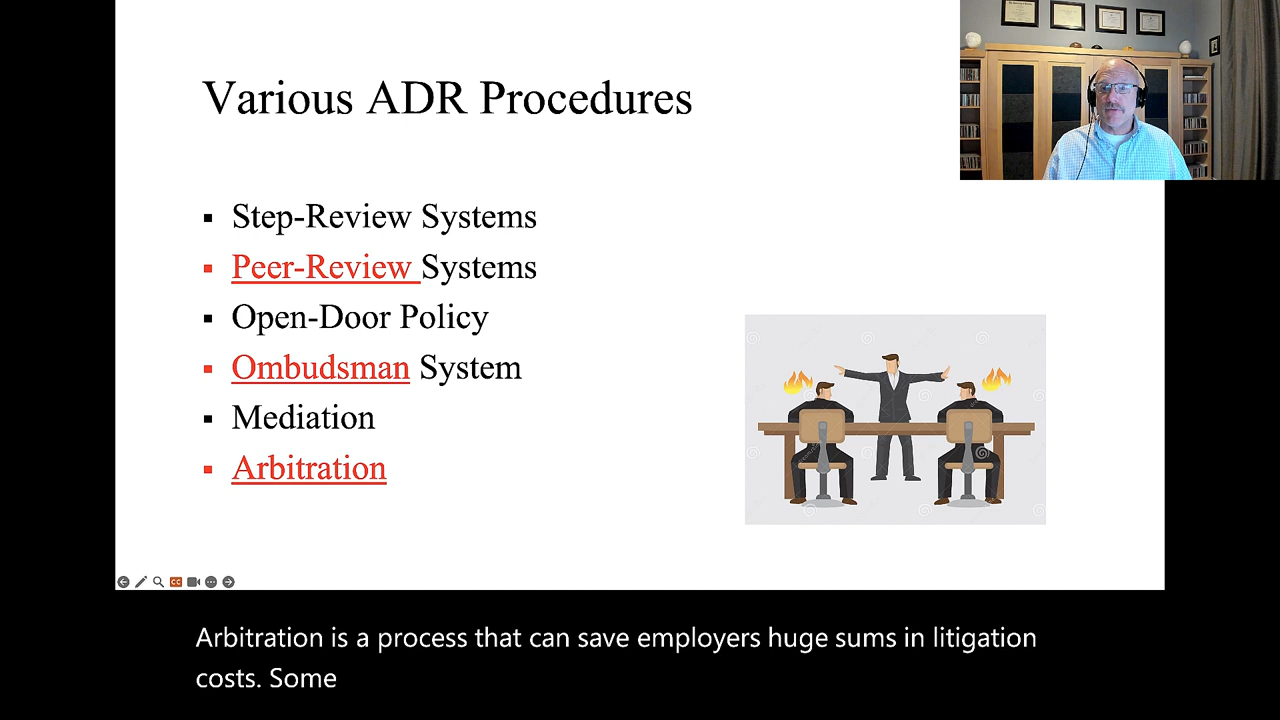 Various ADR Procedures
Step-Review Systems
Peer-Review Systems
Open-Door Policy
Ombudsman System
Mediation
Arbitration
CC
Arbitration is a process that can save employers huge sums in litigation
costs. Some